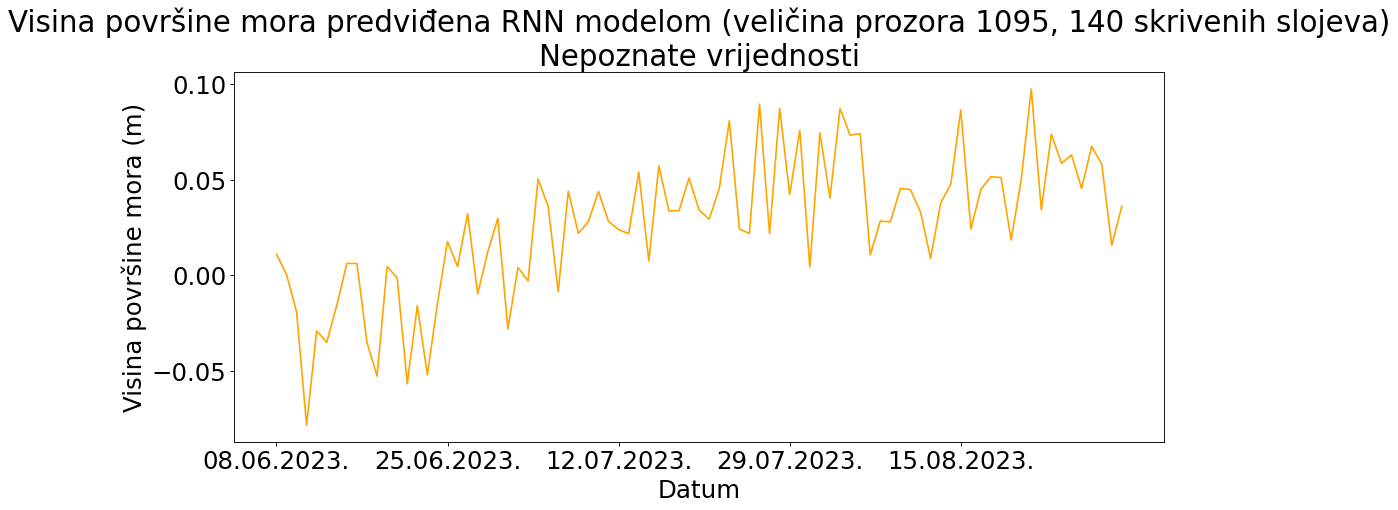 Visina površine mora predviđena RNN modelom (veličina prozora 1095, 140 skrivenih slojeva)
Nepoznate vrijednosti
Visina površine mora (m)
0.10
0.05
0.00
−0.05
08.06.2023. 25.06.2023. 12.07.2023. 29.07.2023. 15.08.2023.
Datum